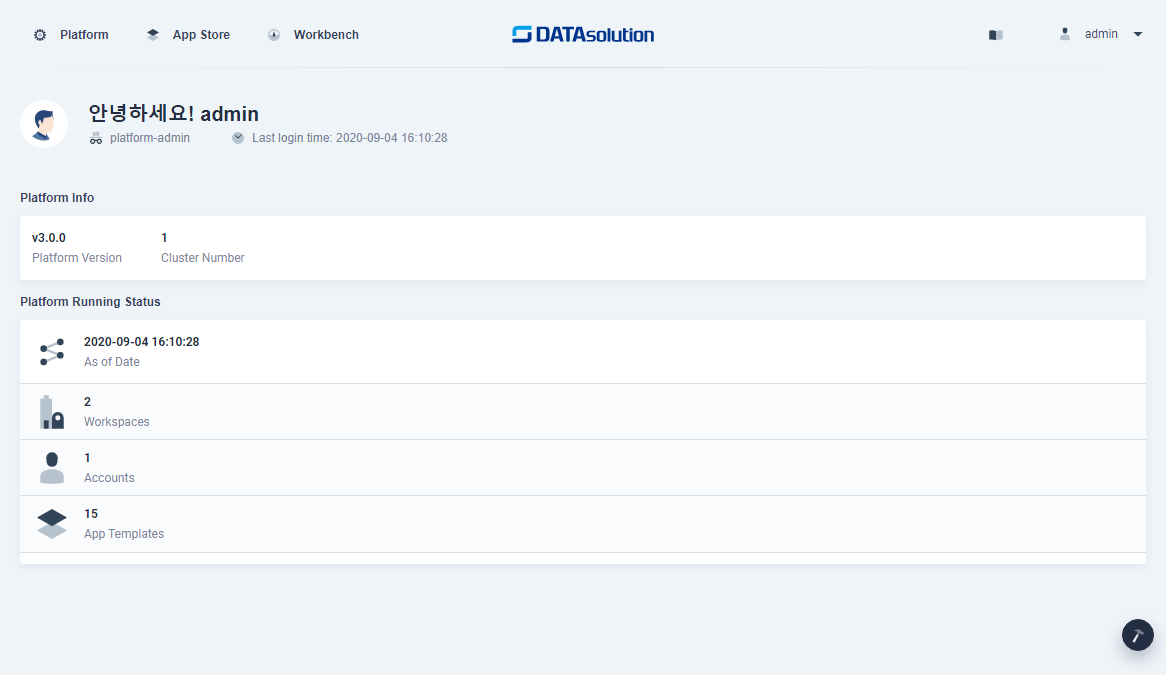 Platform App Store Workbench DATAsolution admin
안녕하세요! admin
platform-admin Last login time: 2020-09-04 16:10:28
Platform Info
v3.0.0 1
Platform Version Cluster Number
Platform Running Status
2020-09-04 16:10:28
As of Date
2
Workspaces
1
Accounts
15
App Templates